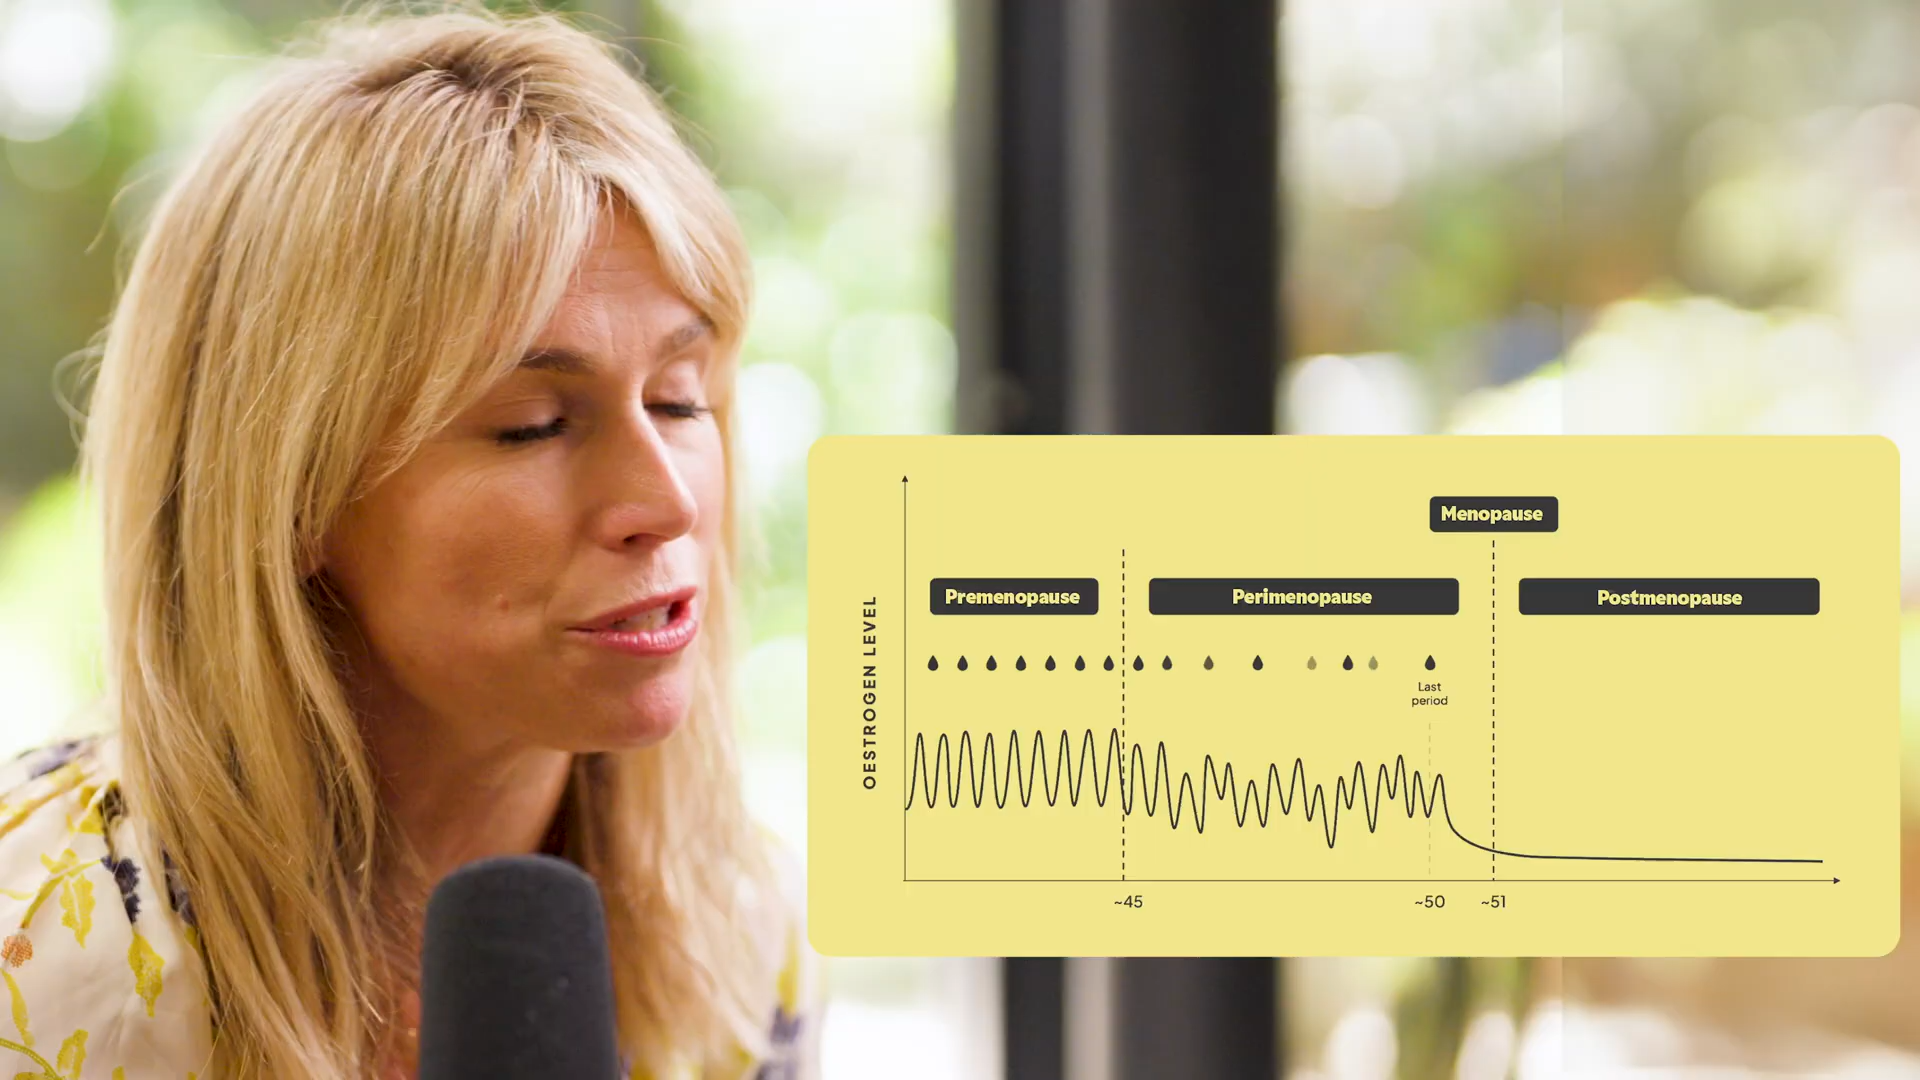 Menopause
Premenopause
Perimenopause
Postmenopause
Last
period
OESTROGEN LEVEL
~45
~50
~51